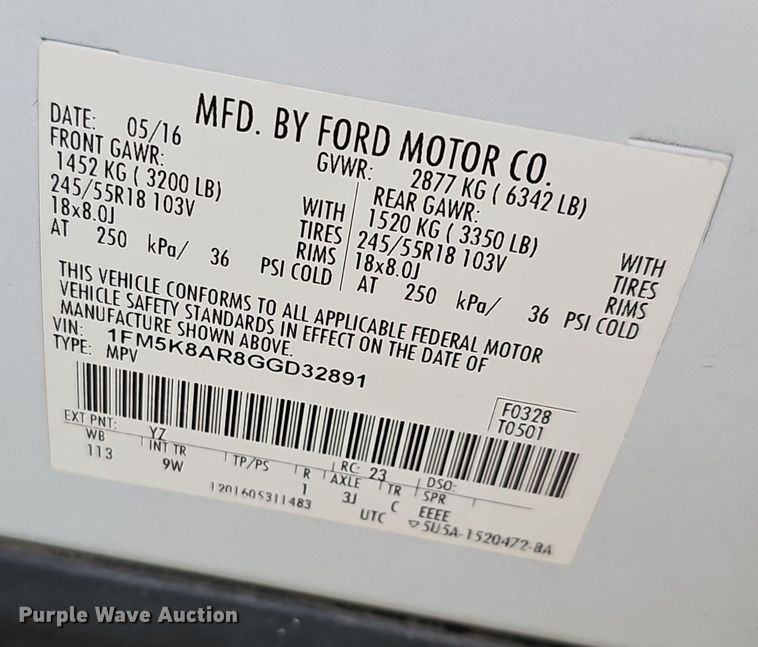 MFD. BY FORD MOTOR CO.
DATE: 05/16 GVWR: 2877 KG ( 6342 LB)
FRONT GAWR: REAR GAWR:
1452 KG ( 3200 LB) WITH 1520 KG ( 3350 LB) WITH
245/55R18 103V TIRES 245/55R18 103V TIRES
18x8.0J RIMS 18x8.0J RIMS
AT 250 kPa/ 36 PSI COLD AT 250 kPa/ 36 PSI COLD
THIS VEHICLE CONFORMS TO ALL APPLICABLE FEDERAL MOTOR
VEHICLE SAFETY STANDARDS IN EFFECT ON THE DATE OF
MANUFACTURE SHOWN ABOVE.
VIN: 1FM5K8AR8GGD32891
TYPE: MPV
F0328
T0501
EXT PNT: YZ RC: 23 DSO:
WB INT TR TP/PS R AXLE TR SPR
113 9W 1 3J C EEEE
1201605311483 UTC ▽5U5A-1520472-BA
Purple Wave Auction